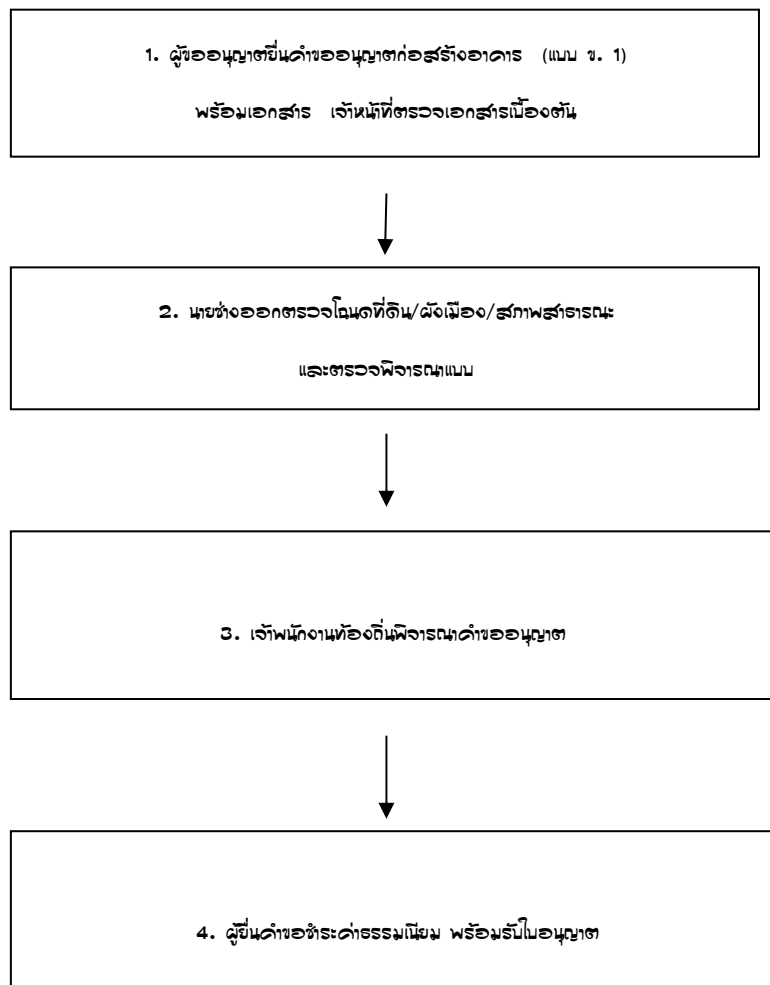 1. ผู้ขออนุญาตยื่นคำขออนุญาตก่อสร้างอาคาร (แบบ ข. 1)
พร้อมเอกสาร เจ้าหน้าที่ตรวจเอกสารเบื้องต้น
2. นายช่างออกตรวจโฉนดที่ดิน/ผังเมือง/สภาพสาธารณะ
และตรวจพิจารณาแบบ
3. เจ้าพนักงานท้องถิ่นพิจารณาคำขออนุญาต
4. ผู้ยื่นคำขอชำระค่าธรรมเนียม พร้อมรับใบอนุญาต